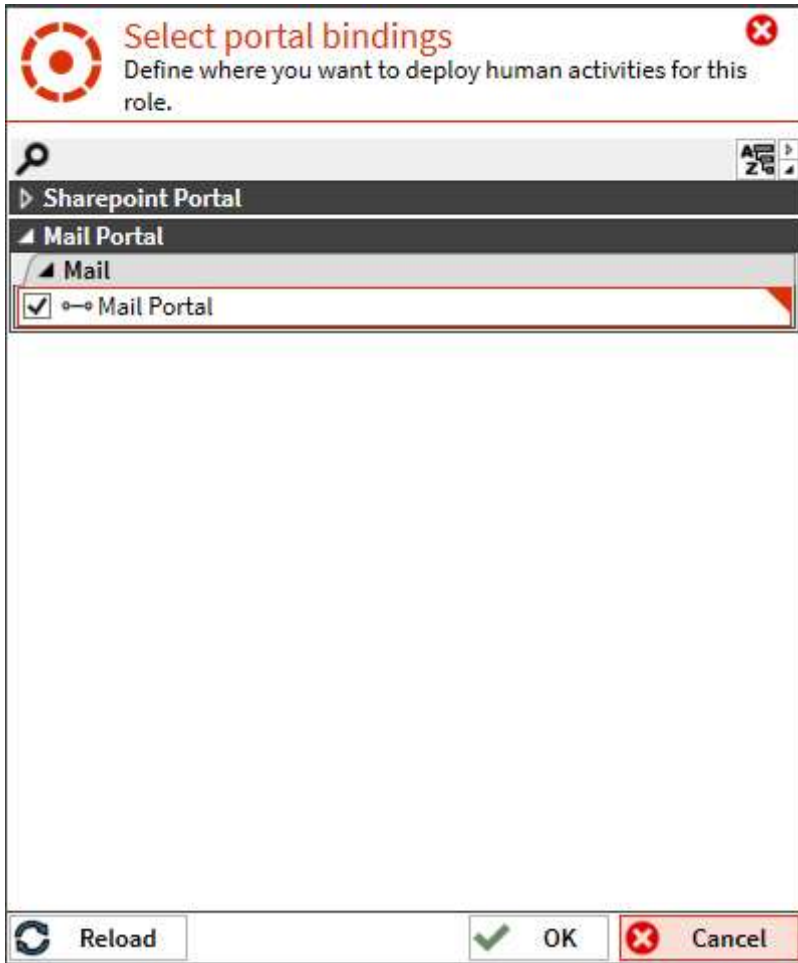 Select portal bindings
Define where you want to deploy human activities for this
role.
A
Z
Sharepoint Portal
Mail Portal
Mail
Mail Portal
Reload
OK
Cancel